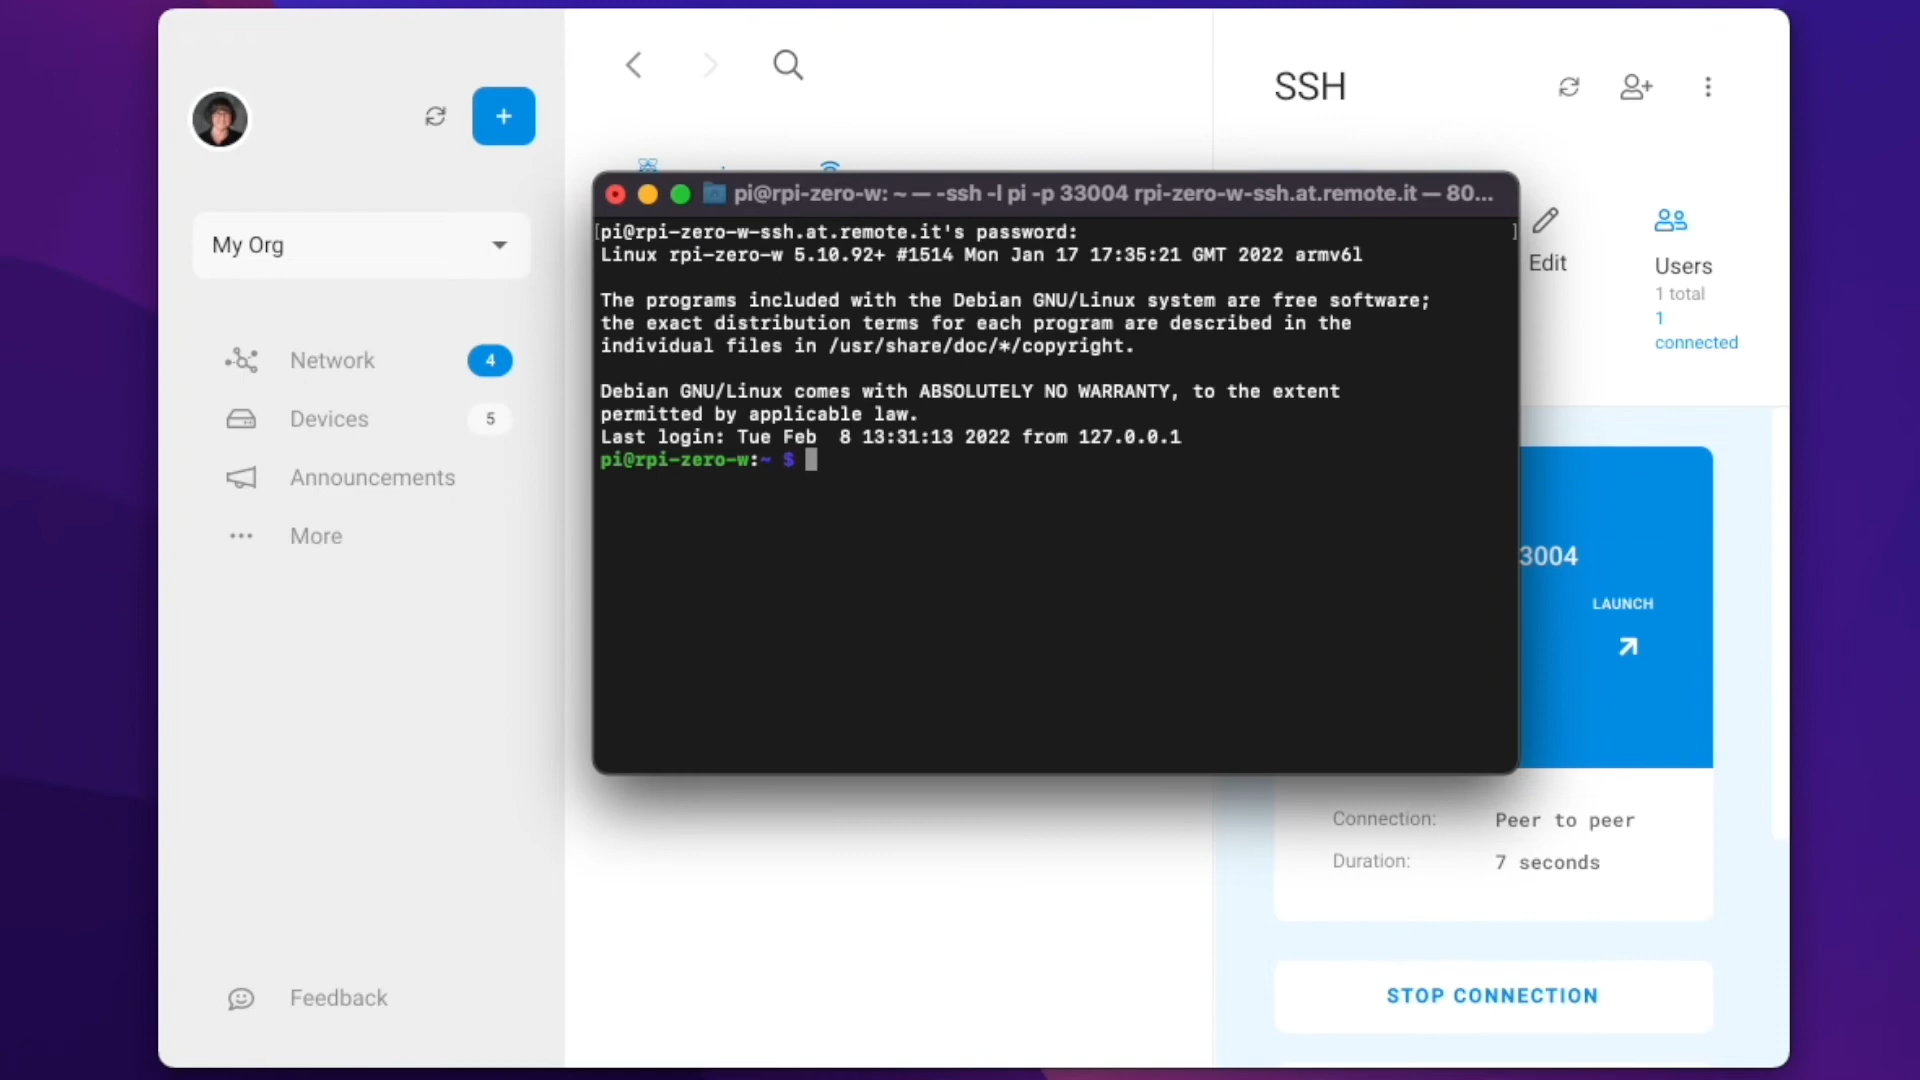 SSH
+
My Org
Network 4
Devices 5
Announcements
More
Feedback
pi@rpi-zero-w: ~ — -ssh -l pi -p 33004 rpi-zero-w-ssh.at.remote.it — 80...
[pi@rpi-zero-w-ssh.at.remote.it's password: ]
Linux rpi-zero-w 5.10.92+ #1514 Mon Jan 17 17:35:21 GMT 2022 armv6l
The programs included with the Debian GNU/Linux system are free software;
the exact distribution terms for each program are described in the
individual files in /usr/share/doc/*/copyright.
Debian GNU/Linux comes with ABSOLUTELY NO WARRANTY, to the extent
permitted by applicable law.
Last login: Tue Feb  8 13:31:13 2022 from 127.0.0.1
pi@rpi-zero-w:~ $
Edit
Users
1 total
1
connected
3004
LAUNCH
Connection: Peer to peer
Duration: 7 seconds
STOP CONNECTION